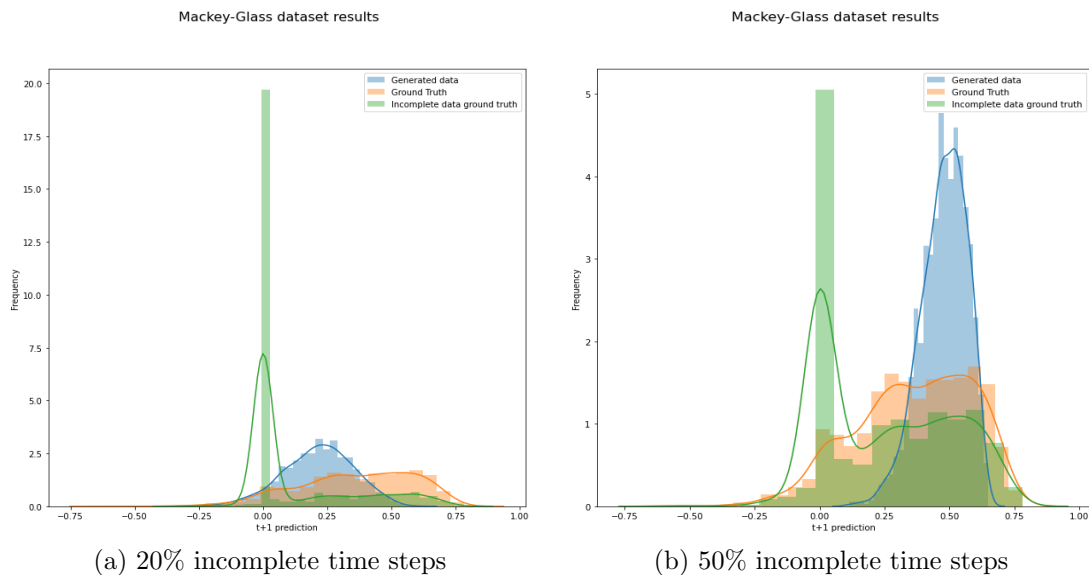 Mackey-Glass dataset results
Generated data
Ground Truth
Incomplete data ground truth
20.0
17.5
15.0
12.5
10.0
7.5
5.0
2.5
0.0
Frequency
−0.75
−0.50
−0.25
0.00
0.25
0.50
0.75
1.00
t+1 prediction
(a) 20% incomplete time steps
Mackey-Glass dataset results
Generated data
Ground Truth
Incomplete data ground truth
5
4
3
2
1
0
Frequency
−0.75
−0.50
−0.25
0.00
0.25
0.50
0.75
1.00
t+1 prediction
(b) 50% incomplete time steps